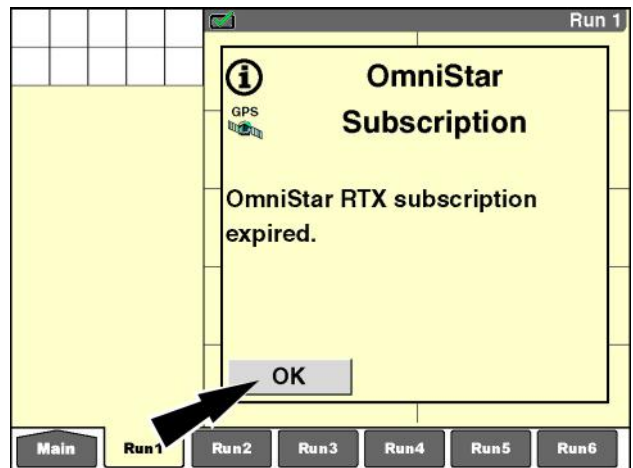 Run 1
OmniStar
GPS
Subscription
OmniStar RTX subscription
expired.
OK
Main Run1 Run2 Run3 Run4 Run5 Run6